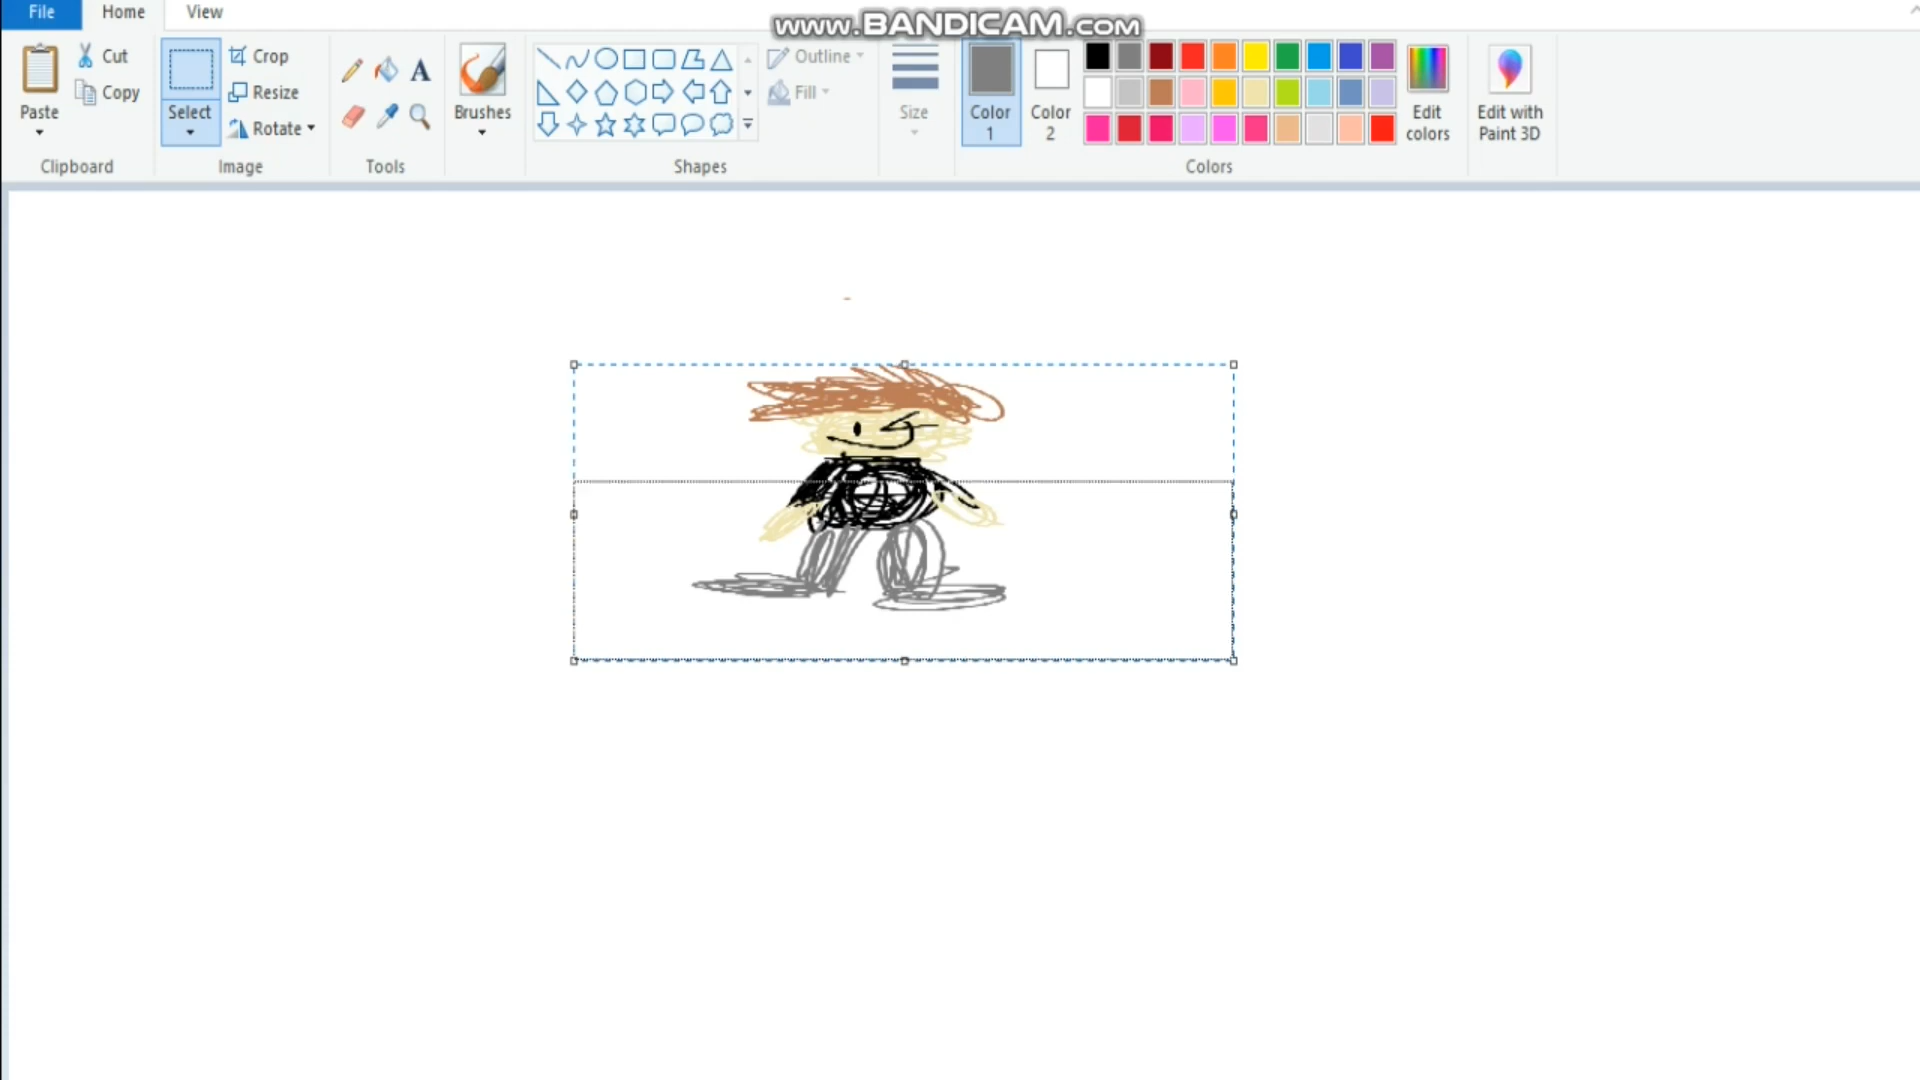 File Home View
www.BANDICAM.com
Paste
Cut
Copy
Clipboard
Select
Crop
Resize
Rotate
Image
A
Tools
Brushes
Outline
Fill
Shapes
Size
Color
1
Color
2
Edit
colors
Colors
Edit with
Paint 3D